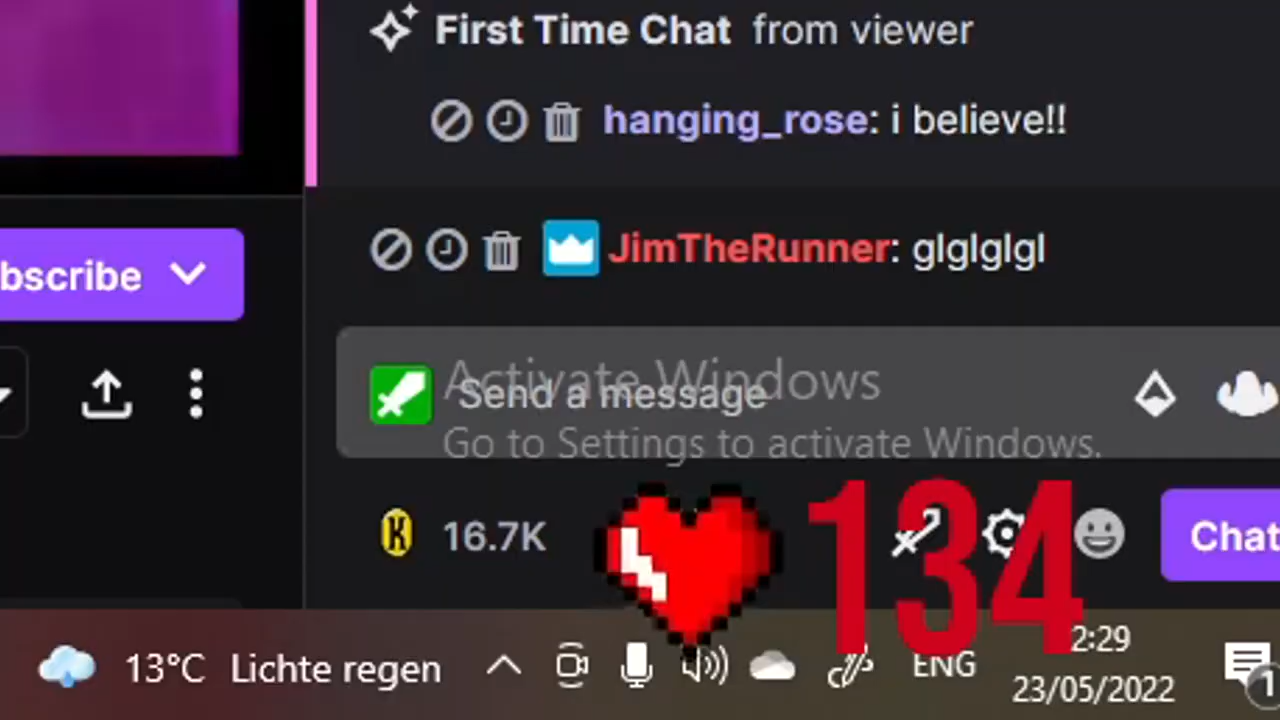 First Time Chat from viewer
hanging_rose: i believe!!
JimTheRunner: glglglgl
bscribe
Activate Windows
Send a message
Go to Settings to activate Windows.
K 16.7K
134
Chat
13°C Lichte regen
ENG
2:29
23/05/2022
1